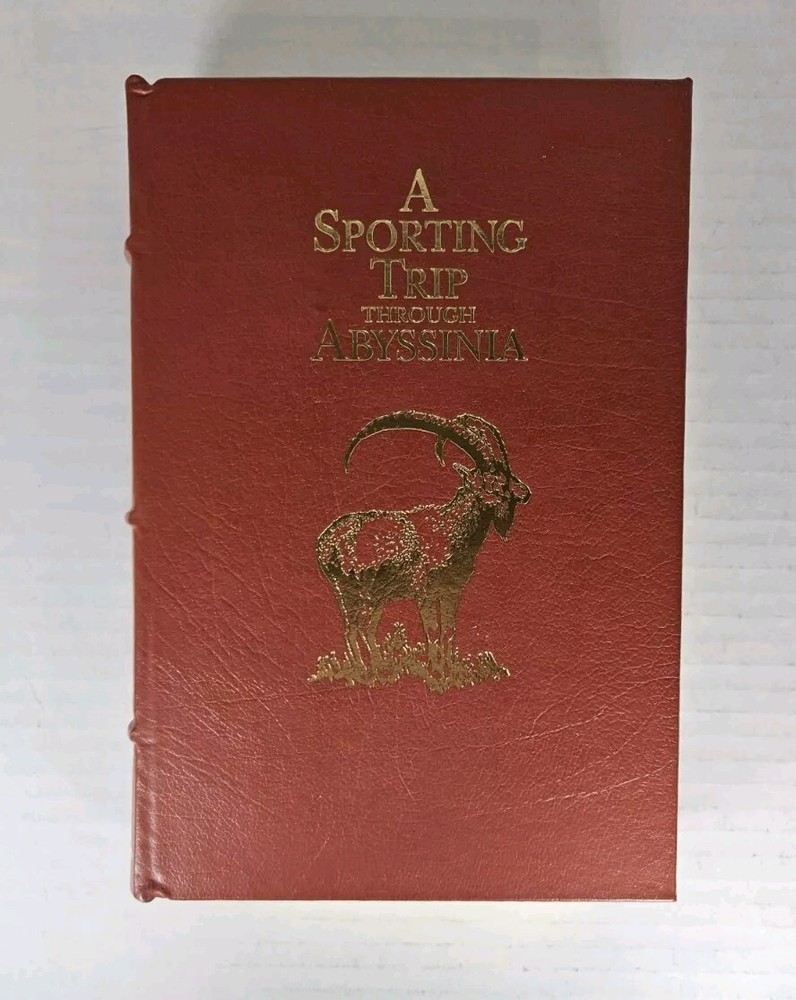 A
SPORTING
TRIP
THROUGH
ABYSSINIA